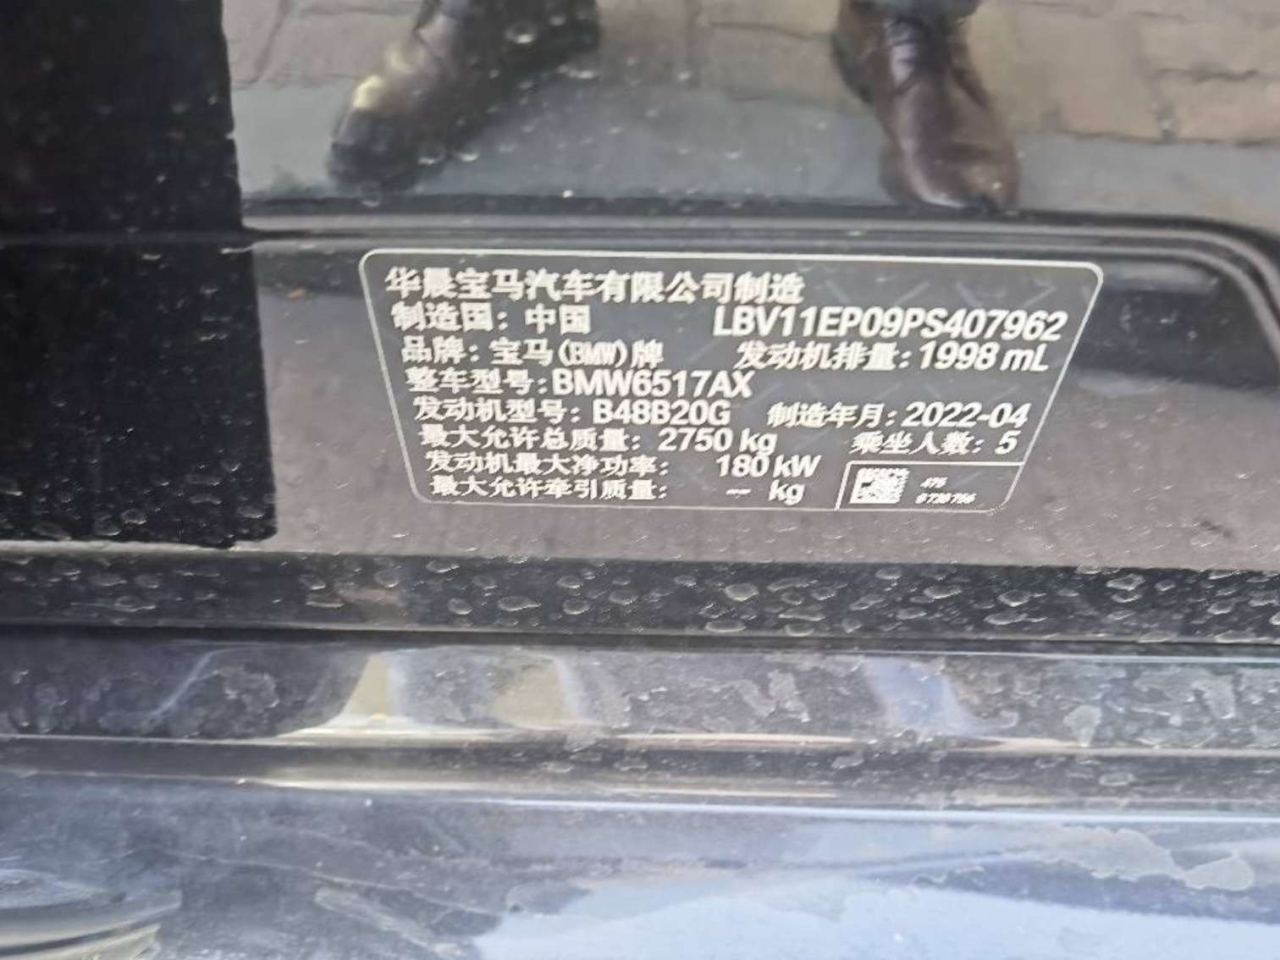 华晨宝马汽车有限公司制造
制造国: 中国 LBV11EP09PS407962
品牌: 宝马(BMW)牌 发动机排量: 1998 mL
整车型号: BMW6517AX
发动机型号: B48B20G 制造年月: 2022-04
最大允许总质量: 2750 kg 乘坐人数: 5
发动机最大净功率: 180 kW
最大允许牵引质量: -- kg